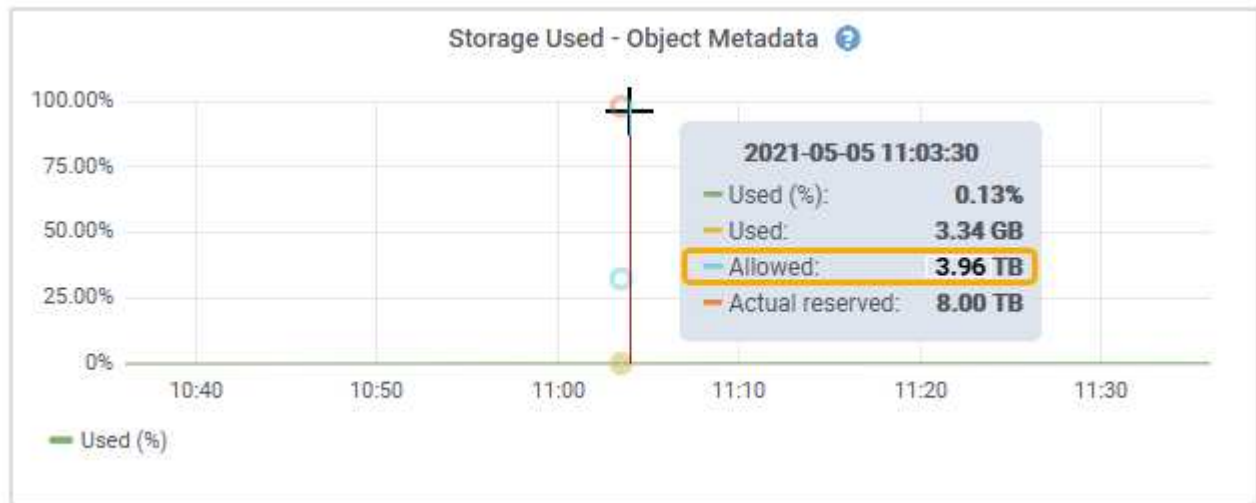 Storage Used - Object Metadata ?
100.00%
75.00%
50.00%
25.00%
0%
10:40 10:50 11:00 11:10 11:20 11:30
2021-05-05 11:03:30
Used (%): 0.13%
Used: 3.34 GB
Allowed: 3.96 TB
Actual reserved: 8.00 TB
Used (%)